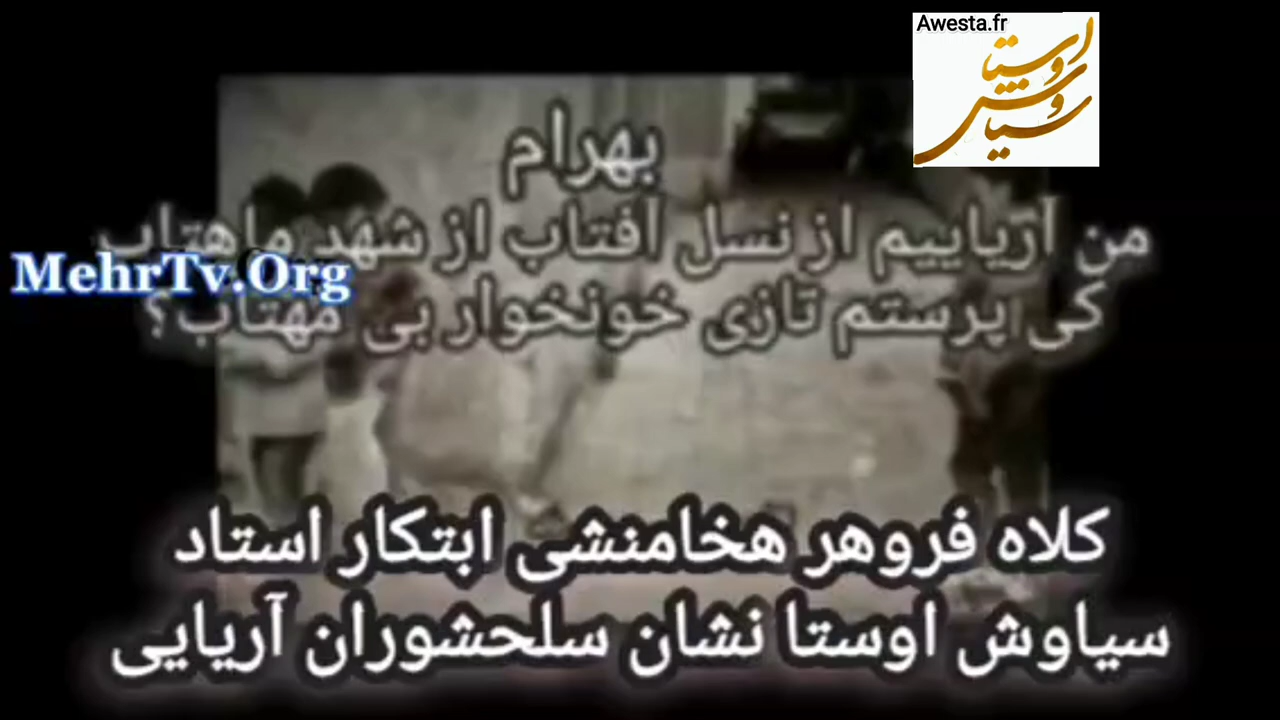 Awesta.fr
اوستا
سیاوش
بهرام
من آریاییم از نسل آفتاب از شهد ماهتاب
MehrTv.Org
کی پرستم تازی خونخوار بی مهتاب؟
کلاه فروهر هخامنشی ابتکار استاد
سیاوش اوستا نشان سلحشوران آریایی